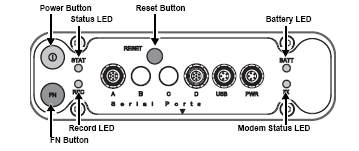 Power Button
Reset Button
Status LED
Battery LED
RESET
STAT
BATT
FN
REC
A B C D USB PWR
Serial Ports
Record LED
Modem Status LED
FN Button